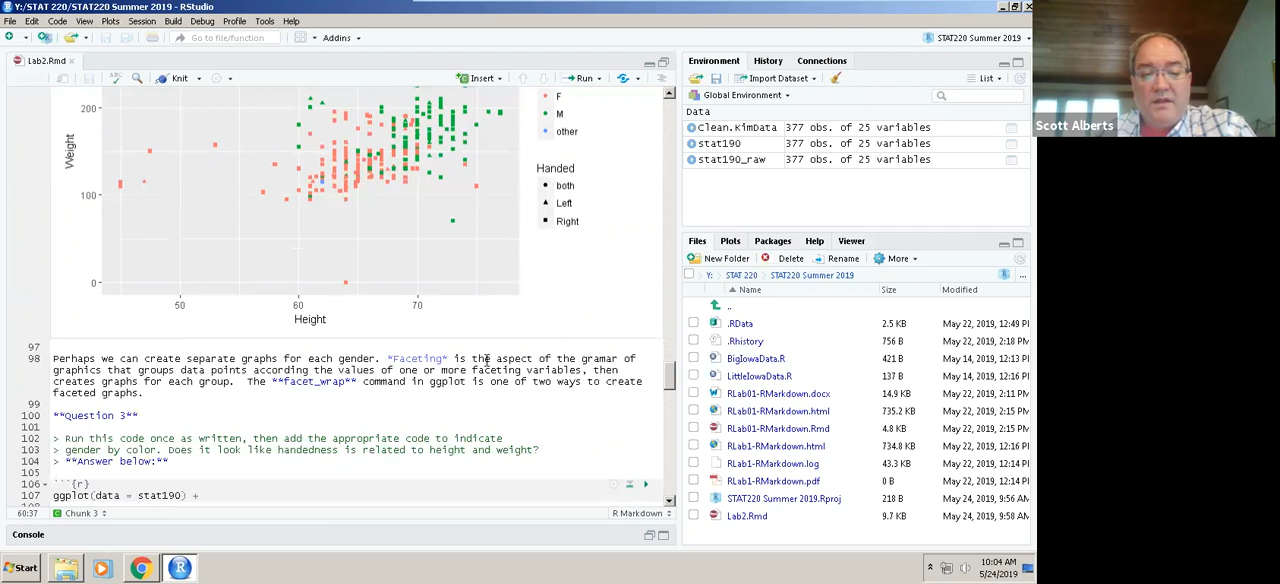 Y:/STAT 220/STAT220 Summer 2019 - RStudio
File Edit Code View Plots Session Build Debug Profile Tools Help
Go to file/function Addins STAT220 Summer 2019
Lab2.Rmd
Knit Insert Run
200
100
0
Weight
50 60 70
Height
F
M
other
Handed
both
Left
Right
97
98 Perhaps we can create separate graphs for each gender. *Faceting* is the aspect of the gramar of
graphics that groups data points according the values of one or more faceting variables, then
creates graphs for each group. The **facet_wrap** command in ggplot is one of two ways to create
faceted graphs.
99
100 **Question 3**
101
102 > Run this code once as written, then add the appropriate code to indicate
103 > gender by color. Does it look like handedness is related to height and weight?
104 > **Answer below:**
105
106 ```{r}
107 ggplot(data = stat190) +
60:37 Chunk 3 R Markdown
Console
Environment History Connections
Import Dataset List
Global Environment
Data
Clean.KimData 377 obs. of 25 variables
stat190 377 obs. of 25 variables
stat190_raw 377 obs. of 25 variables
Files Plots Packages Help Viewer
New Folder Delete Rename More
Y: STAT 220 STAT220 Summer 2019
Name Size Modified
..
.RData 2.5 KB May 22, 2019, 12:49 PM
.Rhistory 756 B May 22, 2019, 2:18 PM
BigIowaData.R 421 B May 14, 2019, 12:13 PM
LittleIowaData.R 137 B May 14, 2019, 12:16 PM
RLab01-RMarkdown.docx 14.9 KB May 22, 2019, 2:11 PM
RLab01-RMarkdown.html 735.2 KB May 22, 2019, 2:15 PM
RLab01-RMarkdown.Rmd 4.8 KB May 22, 2019, 2:15 PM
RLab1-RMarkdown.html 734.8 KB May 22, 2019, 12:16 PM
RLab1-RMarkdown.log 43.3 KB May 22, 2019, 12:14 PM
RLab1-RMarkdown.pdf 0 B May 22, 2019, 12:14 PM
STAT220 Summer 2019.Rproj 218 B May 24, 2019, 9:56 AM
Lab2.Rmd 9.7 KB May 24, 2019, 9:58 AM
Scott Alberts
Start
10:04 AM
5/24/2019